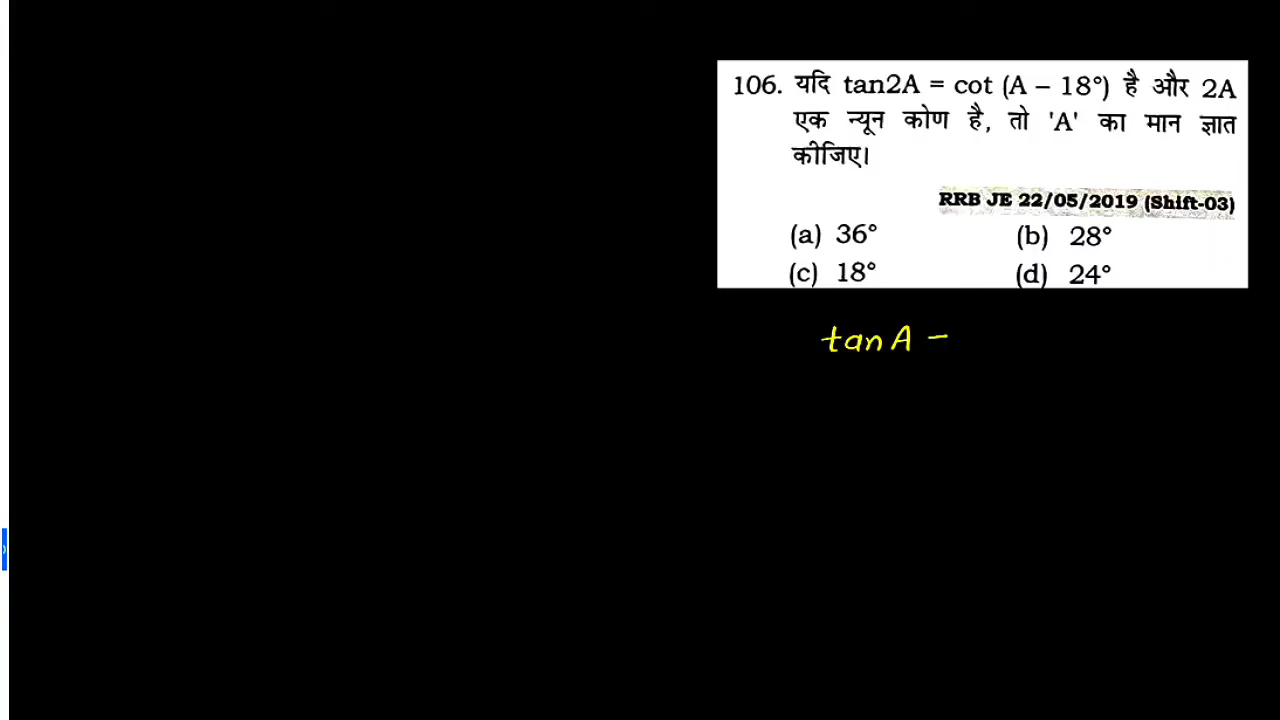 106. यदि tan2A = cot (A – 18°) है और 2A
एक न्यून कोण है, तो 'A' का मान ज्ञात
कीजिए।
RRB JE 22/05/2019 (Shift-03)
(a) 36° (b) 28°
(c) 18° (d) 24°
tan A –